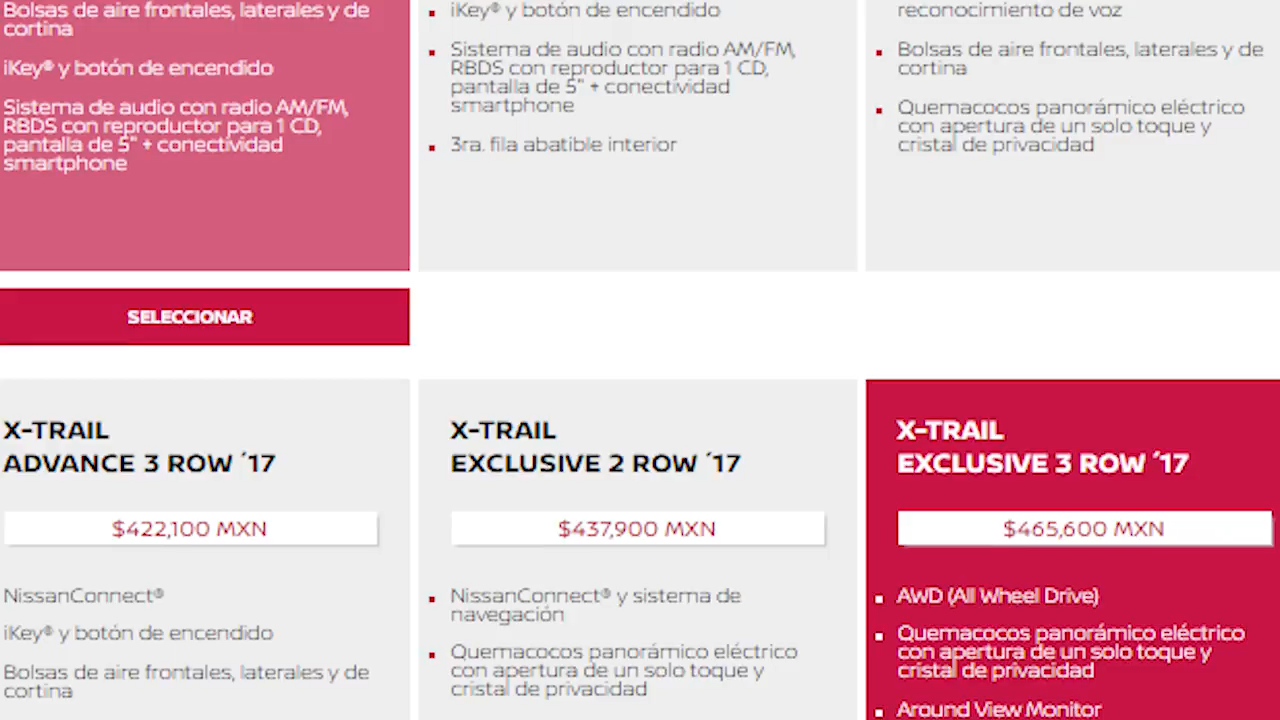 Bolsas de aire frontales, laterales y de
cortina
iKey® y botón de encendido
Sistema de audio con radio AM/FM,
RBDS con reproductor para 1 CD,
pantalla de 5" + conectividad
smartphone
iKey® y botón de encendido
Sistema de audio con radio AM/FM,
RBDS con reproductor para 1 CD,
pantalla de 5" + conectividad
smartphone
3ra. fila abatible interior
reconocimiento de voz
Bolsas de aire frontales, laterales y de
cortina
Quemacocos panorámico eléctrico
con apertura de un solo toque y
cristal de privacidad
SELECCIONAR
X-TRAIL
ADVANCE 3 ROW ´17
$422,100 MXN
NissanConnect®
iKey® y botón de encendido
Bolsas de aire frontales, laterales y de
cortina
X-TRAIL
EXCLUSIVE 2 ROW ´17
$437,900 MXN
NissanConnect® y sistema de
navegación
Quemacocos panorámico eléctrico
con apertura de un solo toque y
cristal de privacidad
X-TRAIL
EXCLUSIVE 3 ROW ´17
$465,600 MXN
AWD (All Wheel Drive)
Quemacocos panorámico eléctrico
con apertura de un solo toque y
cristal de privacidad
Around View Monitor